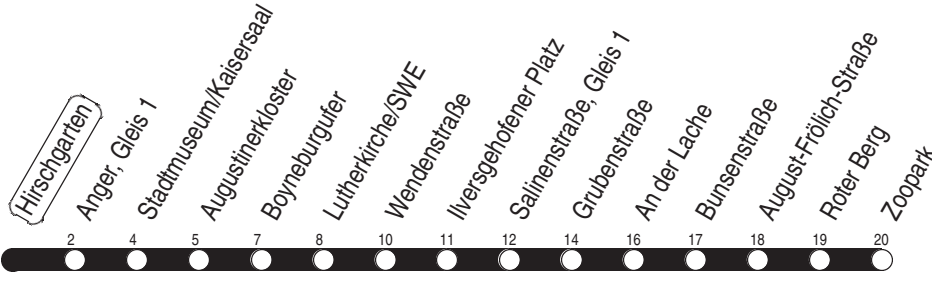 Hirschgarten
Anger, Gleis 1
Stadtmuseum/Kaisersaal
Augustinerkloster
Boyneburgufer
Lutherkirche/SWE
Wendenstraße
Ilversgehofener Platz
Salinenstraße, Gleis 1
Grubenstraße
An der Lache
Bunsenstraße
August-Frölich-Straße
Roter Berg
Zoopark
2 4 5 7 8 10 11 12 14 16 17 18 19 20